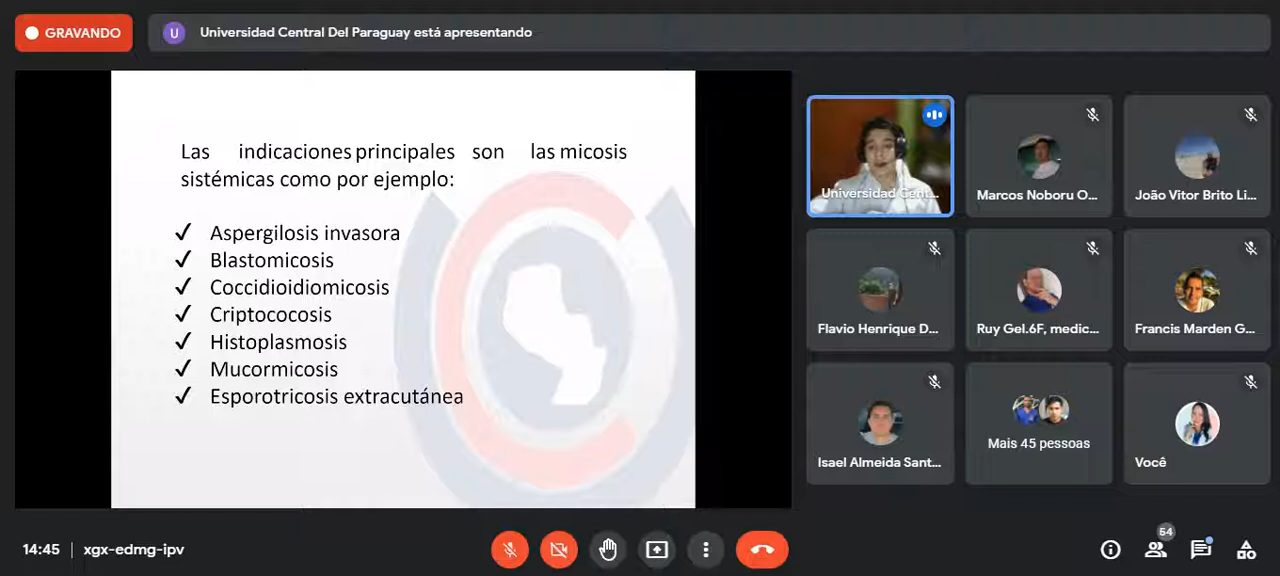 GRAVANDO
U
Universidad Central Del Paraguay está apresentando
Las indicaciones principales son las micosis
sistémicas como por ejemplo:
✓ Aspergilosis invasora
✓ Blastomicosis
✓ Coccidioidiomicosis
✓ Criptococosis
✓ Histoplasmosis
✓ Mucormicosis
✓ Esporotricosis extracutánea
Universidad Cent...
Marcos Noboru O...
João Vitor Brito Li...
Flavio Henrique D...
Ruy Gel.6F, medic...
Francis Marden G...
Isael Almeida Sant...
Mais 45 pessoas
Você
14:45 | xgx-edmg-ipv
54